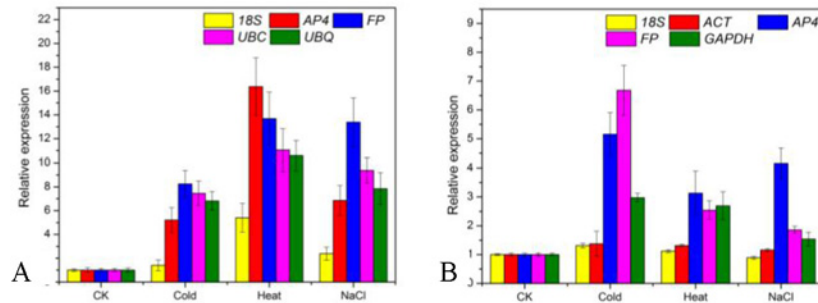 18S AP4 FP
UBC UBQ
Relative expression
22
20
18
16
14
12
10
8
6
4
CK Cold Heat NaCl
A
18S ACT AP4
FP GAPDH
Relative expression
9
8
7
6
5
4
3
2
1
CK Cold Heat NaCl
B